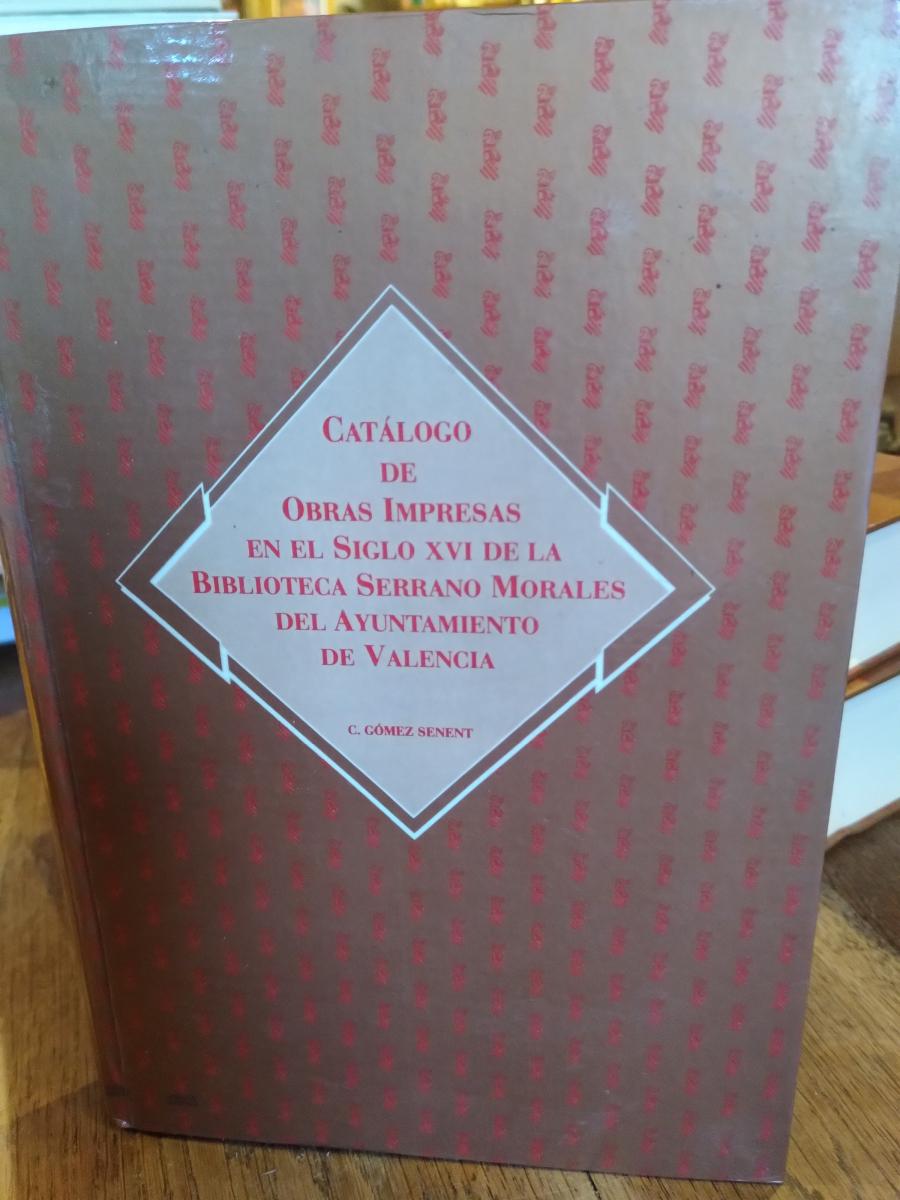 CATÁLOGO
DE
OBRAS IMPRESAS
EN EL SIGLO XVI DE LA
BIBLIOTECA SERRANO MORALES
DEL AYUNTAMIENTO
DE VALENCIA
C. GÓMEZ SENENT